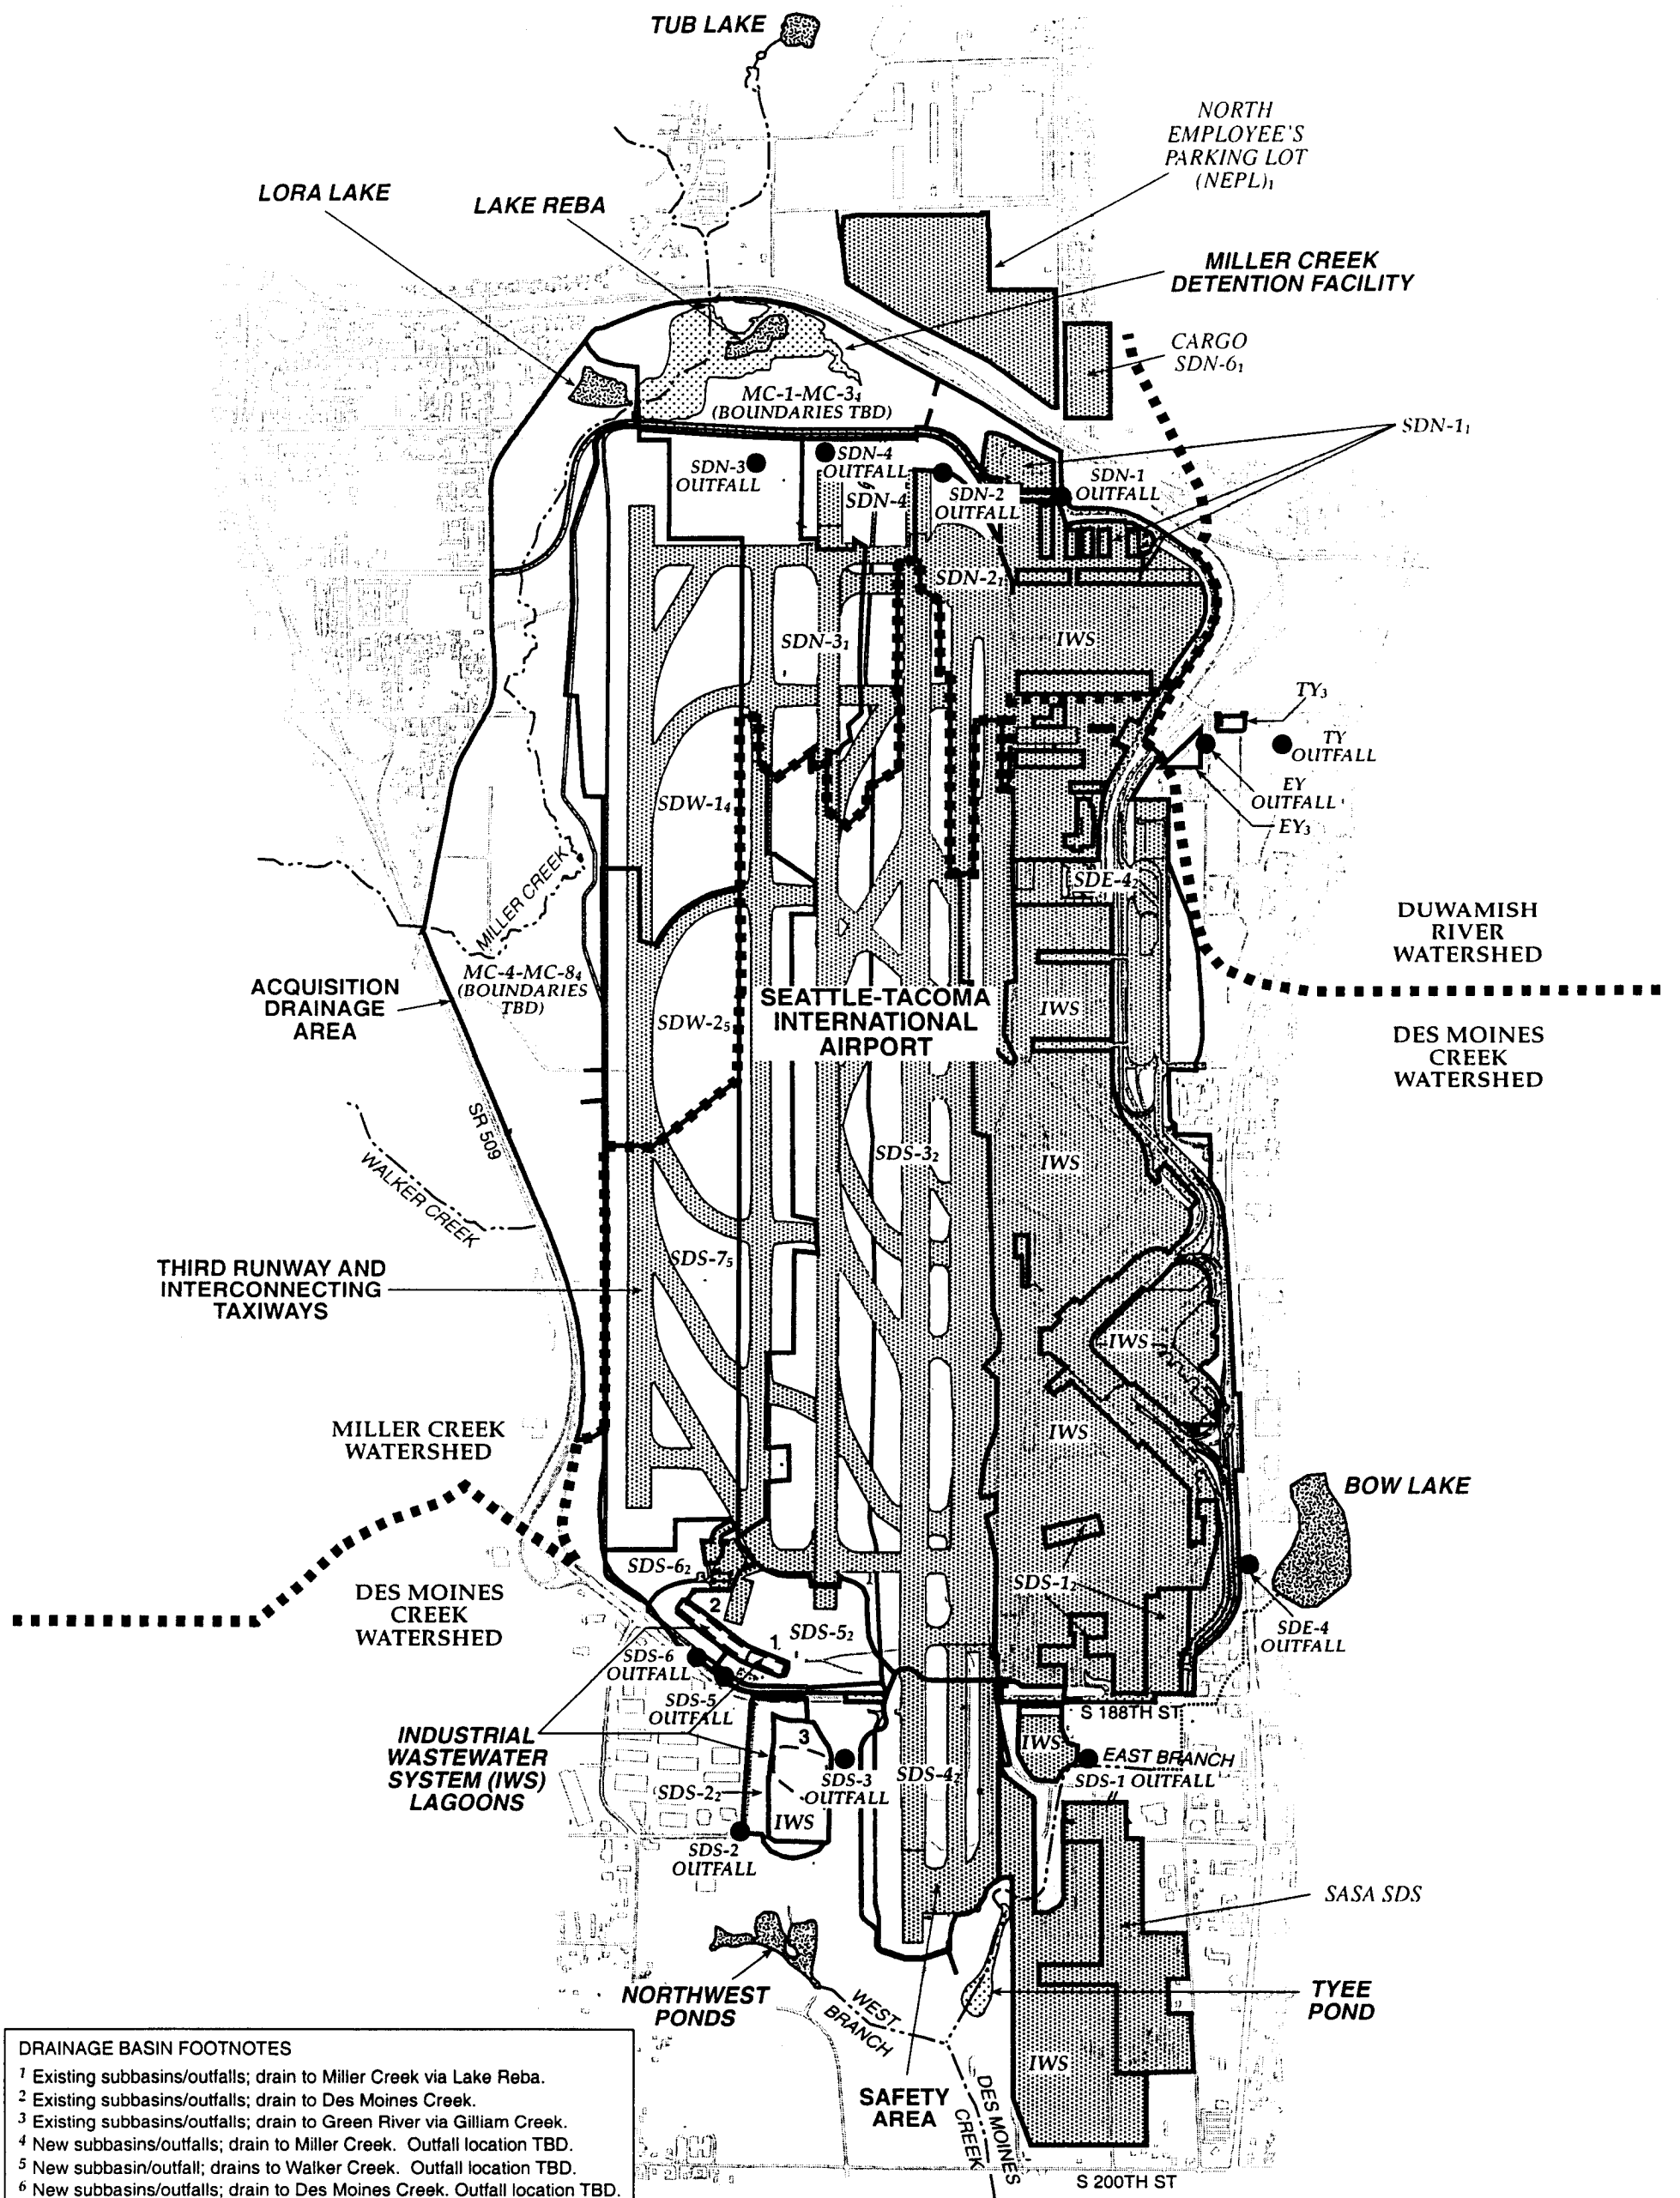 TUB LAKE
NORTH
EMPLOYEE'S
PARKING LOT
(NEPL)1
LORA LAKE
LAKE REBA
MILLER CREEK
DETENTION FACILITY
CARGO
SDN-61
MC-1-MC-34
(BOUNDARIES TBD)
SDN-11
SDN-3
OUTFALL
SDN-4
OUTFALL
SDN-4
SDN-2
OUTFALL
SDN-1
OUTFALL
SDN-21
SDN-31
IWS
TY3
TY
OUTFALL
EY
OUTFALL
EY3
SDW-14
MILLER CREEK
SDE-42
DUWAMISH
RIVER
WATERSHED
MC-4-MC-84
(BOUNDARIES
TBD)
ACQUISITION
DRAINAGE
AREA
SDW-25
SEATTLE-TACOMA
INTERNATIONAL
AIRPORT
IWS
DES MOINES
CREEK
WATERSHED
SR 509
WALKER CREEK
SDS-32
IWS
THIRD RUNWAY AND
INTERCONNECTING
TAXIWAYS
SDS-75
IWS
MILLER CREEK
WATERSHED
IWS
BOW LAKE
SDS-62
SDS-12
DES MOINES
CREEK
WATERSHED
2
1
SDS-52
SDE-4
OUTFALL
SDS-6
OUTFALL
SDS-5
OUTFALL
S 188TH ST
INDUSTRIAL
WASTEWATER
SYSTEM (IWS)
LAGOONS
3
IWS
EAST BRANCH
SDS-1 OUTFALL
SDS-3
OUTFALL
SDS-42
SDS-22
IWS
SDS-2
OUTFALL
SASA SDS
NORTHWEST
PONDS
WEST
BRANCH
TYEE
POND
IWS
SAFETY
AREA
DES MOINES
CREEK
S 200TH ST
DRAINAGE BASIN FOOTNOTES
1 Existing subbasins/outfalls; drain to Miller Creek via Lake Reba.
2 Existing subbasins/outfalls; drain to Des Moines Creek.
3 Existing subbasins/outfalls; drain to Green River via Gilliam Creek.
4 New subbasins/outfalls; drain to Miller Creek. Outfall location TBD.
5 New subbasin/outfall; drains to Walker Creek. Outfall location TBD.
6 New subbasins/outfalls; drain to Des Moines Creek. Outfall location TBD.